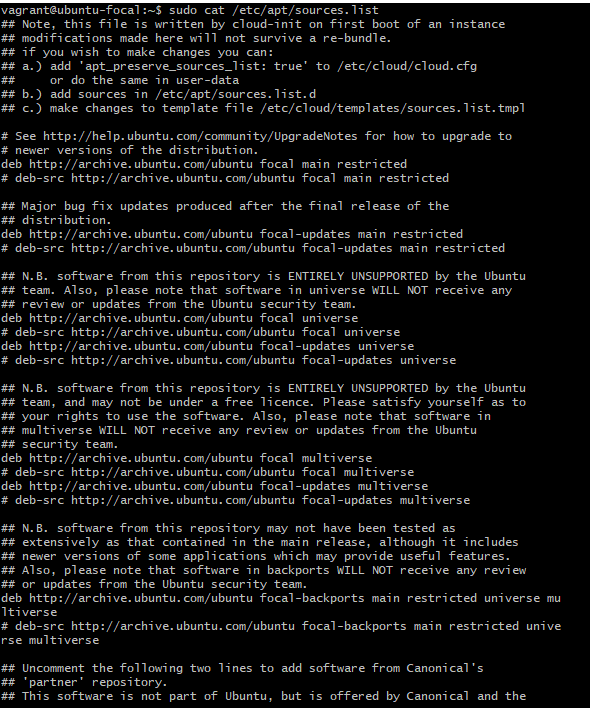 vagrant@ubuntu-focal:~$ sudo cat /etc/apt/sources.list
## Note, this file is written by cloud-init on first boot of an instance
## modifications made here will not survive a re-bundle.
## if you wish to make changes you can:
## a.) add 'apt_preserve_sources_list: true' to /etc/cloud/cloud.cfg
##     or do the same in user-data
## b.) add sources in /etc/apt/sources.list.d
## c.) make changes to template file /etc/cloud/templates/sources.list.tmpl

# See http://help.ubuntu.com/community/UpgradeNotes for how to upgrade to
# newer versions of the distribution.
deb http://archive.ubuntu.com/ubuntu focal main restricted
# deb-src http://archive.ubuntu.com/ubuntu focal main restricted

## Major bug fix updates produced after the final release of the
## distribution.
deb http://archive.ubuntu.com/ubuntu focal-updates main restricted
# deb-src http://archive.ubuntu.com/ubuntu focal-updates main restricted

## N.B. software from this repository is ENTIRELY UNSUPPORTED by the Ubuntu
## team. Also, please note that software in universe WILL NOT receive any
## review or updates from the Ubuntu security team.
deb http://archive.ubuntu.com/ubuntu focal universe
# deb-src http://archive.ubuntu.com/ubuntu focal universe
deb http://archive.ubuntu.com/ubuntu focal-updates universe
# deb-src http://archive.ubuntu.com/ubuntu focal-updates universe

## N.B. software from this repository is ENTIRELY UNSUPPORTED by the Ubuntu
## team, and may not be under a free licence. Please satisfy yourself as to
## your rights to use the software. Also, please note that software in
## multiverse WILL NOT receive any review or updates from the Ubuntu
## security team.
deb http://archive.ubuntu.com/ubuntu focal multiverse
# deb-src http://archive.ubuntu.com/ubuntu focal multiverse
deb http://archive.ubuntu.com/ubuntu focal-updates multiverse
# deb-src http://archive.ubuntu.com/ubuntu focal-updates multiverse

## N.B. software from this repository may not have been tested as
## extensively as that contained in the main release, although it includes
## newer versions of some applications which may provide useful features.
## Also, please note that software in backports WILL NOT receive any review
## or updates from the Ubuntu security team.
deb http://archive.ubuntu.com/ubuntu focal-backports main restricted universe mu
ltiverse
# deb-src http://archive.ubuntu.com/ubuntu focal-backports main restricted unive
rse multiverse

## Uncomment the following two lines to add software from Canonical's
## 'partner' repository.
## This software is not part of Ubuntu, but is offered by Canonical and the